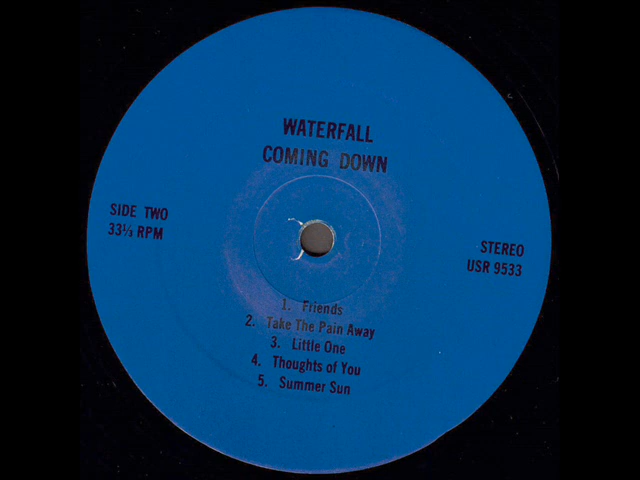 WATERFALL
COMING DOWN
SIDE TWO
33⅓ RPM
STEREO
USR 9533
1. Friends
2. Take The Pain Away
3. Little One
4. Thoughts of You
5. Summer Sun